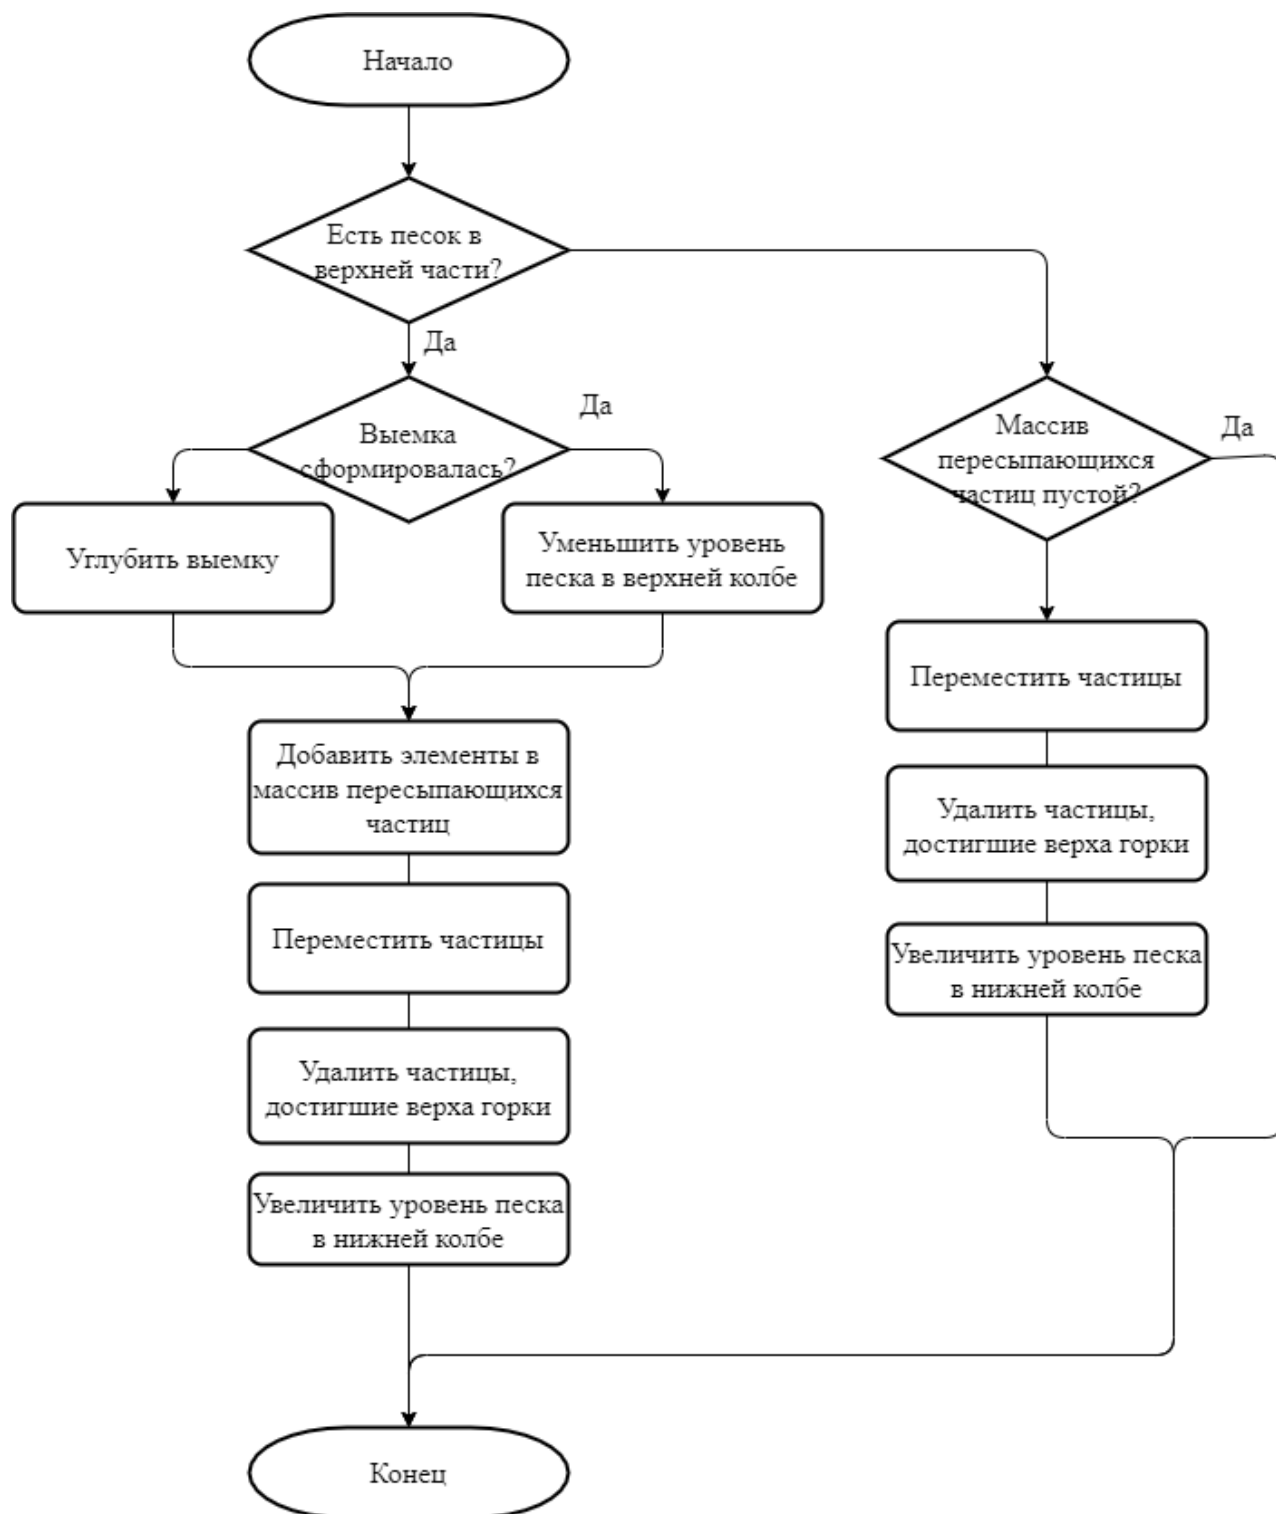 Начало
Есть песок в
верхней части?
Да
Выемка
сформировалась?
Да
Массив
пересыпающихся
частиц пустой?
Да
Углубить выемку
Уменьшить уровень
песка в верхней колбе
Добавить элементы в
массив пересыпающихся
частиц
Переместить частицы
Удалить частицы,
достигшие верха горки
Увеличить уровень песка
в нижней колбе
Переместить частицы
Удалить частицы,
достигшие верха горки
Увеличить уровень песка
в нижней колбе
Конец